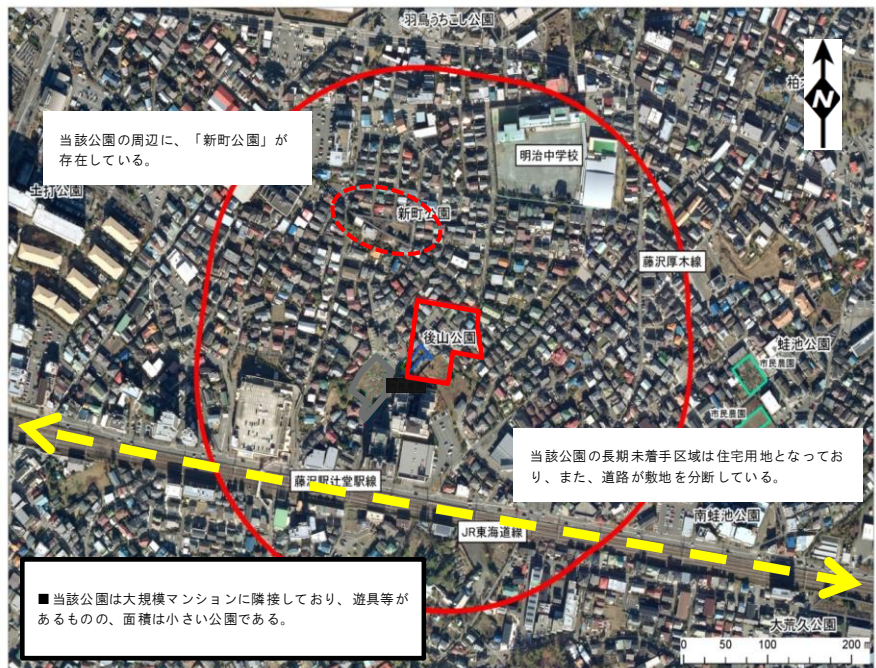 羽鳥うちこし公園
N
当該公園の周辺に、「新町公園」が
存在している。
明治中学校
土打公園
新町公園
藤沢厚木線
後山公園
蛙池公園
市民農園
市民農園
当該公園の長期未着手区域は住宅用地となってお
り、また、道路が敷地を分断している。
藤沢駅辻堂駅線
南蛙池公園
JR東海道線
■当該公園は大規模マンションに隣接しており、遊具等が
あるものの、面積は小さい公園である。
大荒久公園
0 50 100 200 m